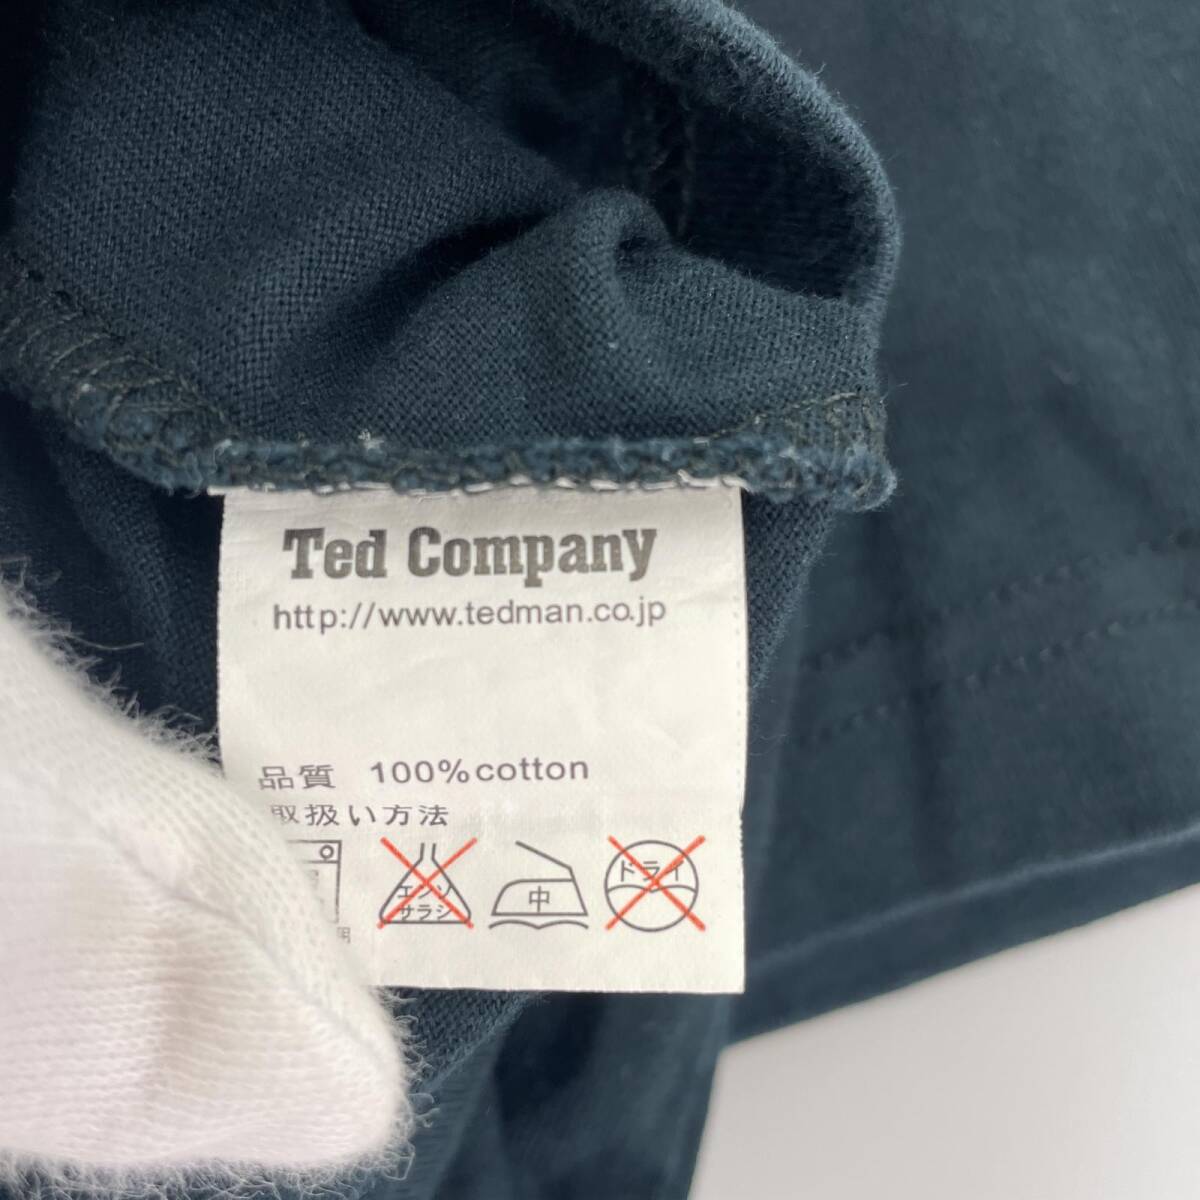 Ted Company
http://www.tedman.co.jp
品質 100%cotton
取扱い方法
エンソ
サラシ
中
ドライ